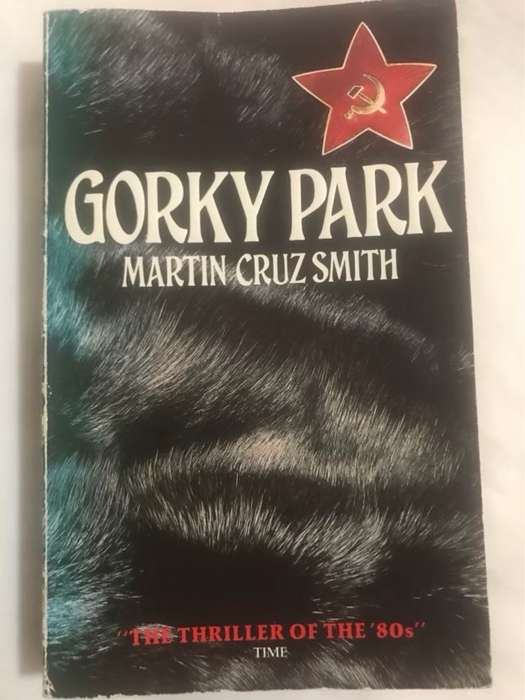 GORKY PARK
MARTIN CRUZ SMITH
"THE THRILLER OF THE '80s"
TIME